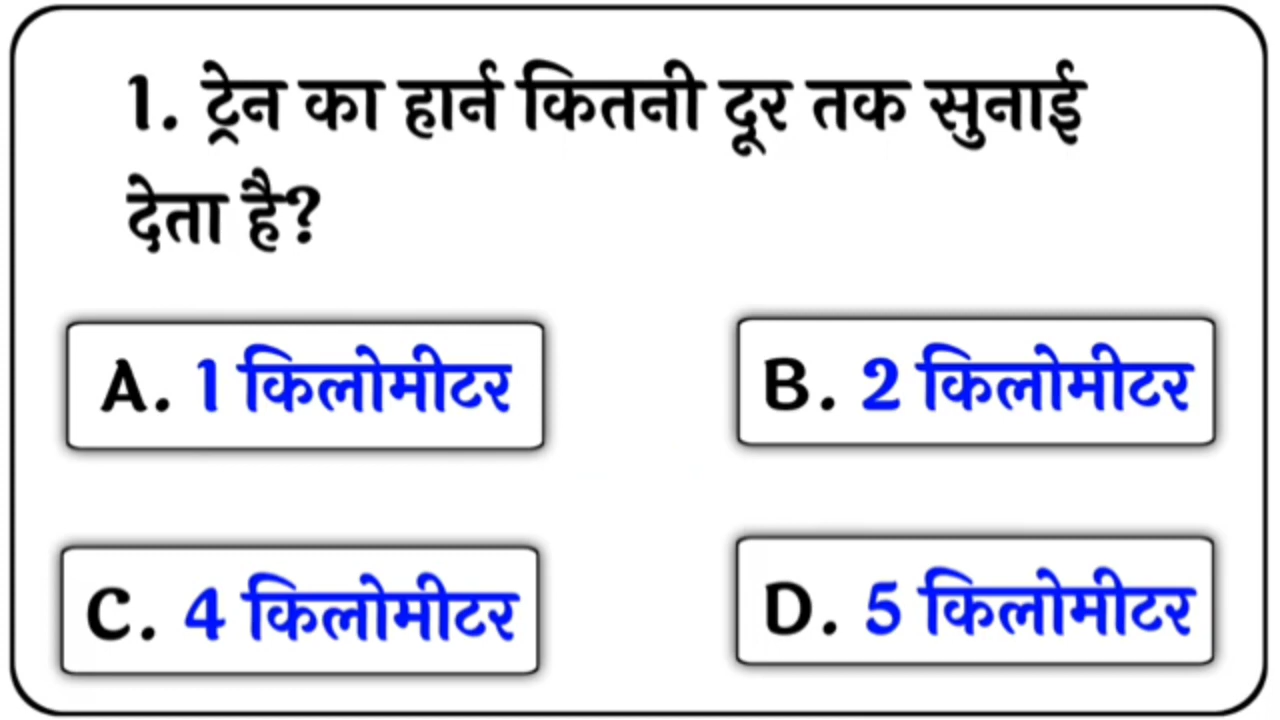 1. ट्रेन का हार्न कितनी दूर तक सुनाई
देता है?
A. 1 किलोमीटर
B. 2 किलोमीटर
C. 4 किलोमीटर
D. 5 किलोमीटर